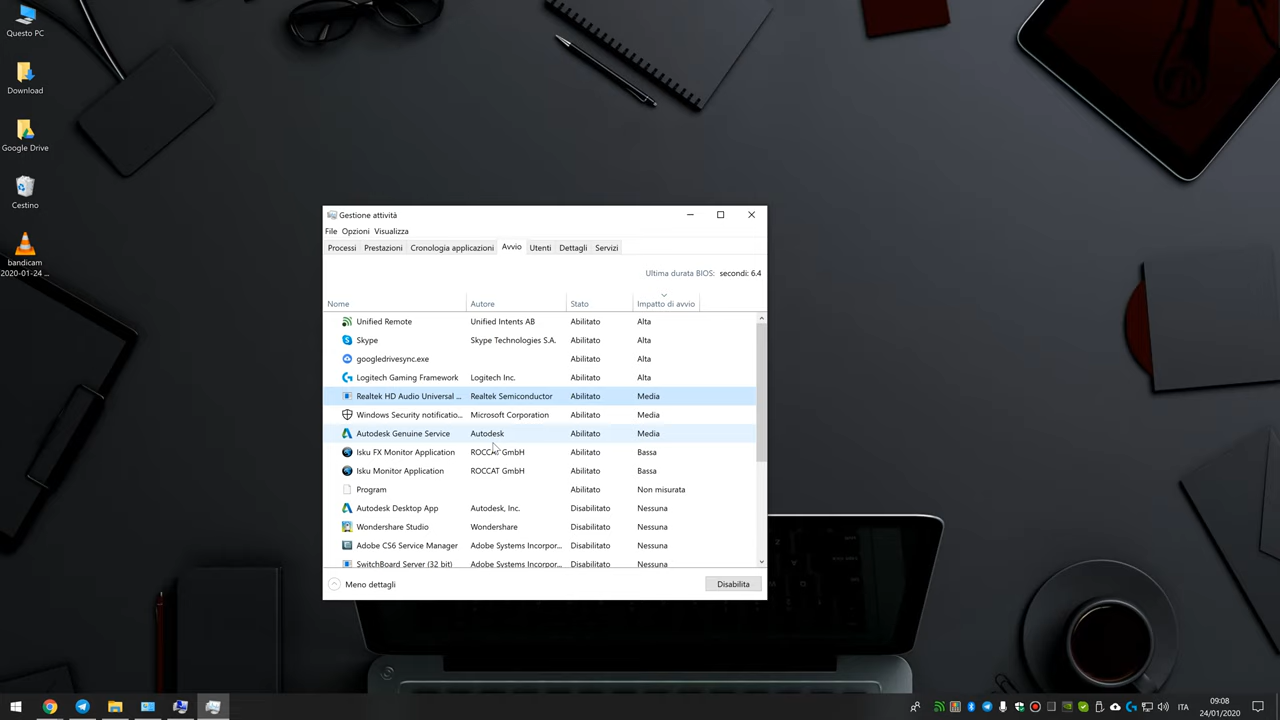 Questo PC
Download
Google Drive
Cestino
bandicam
2020-01-24 ...
Gestione attività
File Opzioni Visualizza
Processi Prestazioni Cronologia applicazioni Avvio Utenti Dettagli Servizi
Ultima durata BIOS: secondi: 6.4
Nome Autore Stato Impatto di avvio
Unified Remote Unified Intents AB Abilitato Alta
Skype Skype Technologies S.A. Abilitato Alta
googledrivesync.exe Abilitato Alta
Logitech Gaming Framework Logitech Inc. Abilitato Alta
Realtek HD Audio Universal ... Realtek Semiconductor Abilitato Media
Windows Security notificatio... Microsoft Corporation Abilitato Media
Autodesk Genuine Service Autodesk Abilitato Media
Isku FX Monitor Application ROCCAT GmbH Abilitato Bassa
Isku Monitor Application ROCCAT GmbH Abilitato Bassa
Program Abilitato Non misurata
Autodesk Desktop App Autodesk, Inc. Disabilitato Nessuna
Wondershare Studio Wondershare Disabilitato Nessuna
Adobe CS6 Service Manager Adobe Systems Incorpor... Disabilitato Nessuna
SwitchBoard Server (32 bit) Adobe Systems Incorpor... Disabilitato Nessuna
Meno dettagli Disabilita
ITA
09:08
24/01/2020